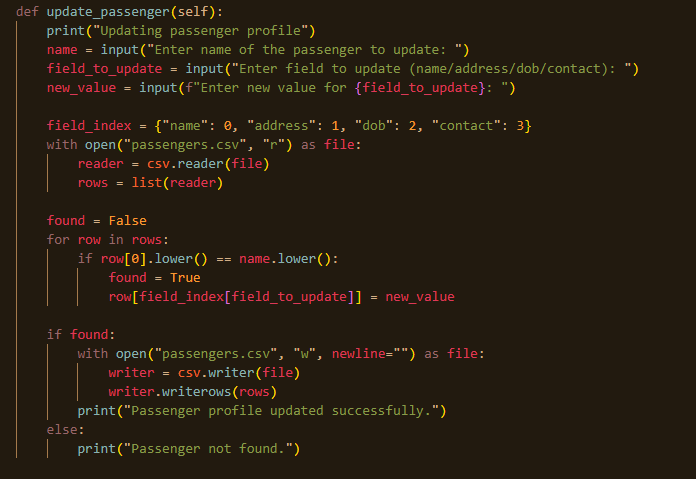 def update_passenger(self):
    print("Updating passenger profile")
    name = input("Enter name of the passenger to update: ")
    field_to_update = input("Enter field to update (name/address/dob/contact): ")
    new_value = input(f"Enter new value for {field_to_update}: ")

    field_index = {"name": 0, "address": 1, "dob": 2, "contact": 3}
    with open("passengers.csv", "r") as file:
        reader = csv.reader(file)
        rows = list(reader)

    found = False
    for row in rows:
        if row[0].lower() == name.lower():
            found = True
            row[field_index[field_to_update]] = new_value

    if found:
        with open("passengers.csv", "w", newline="") as file:
            writer = csv.writer(file)
            writer.writerows(rows)
        print("Passenger profile updated successfully.")
    else:
        print("Passenger not found.")